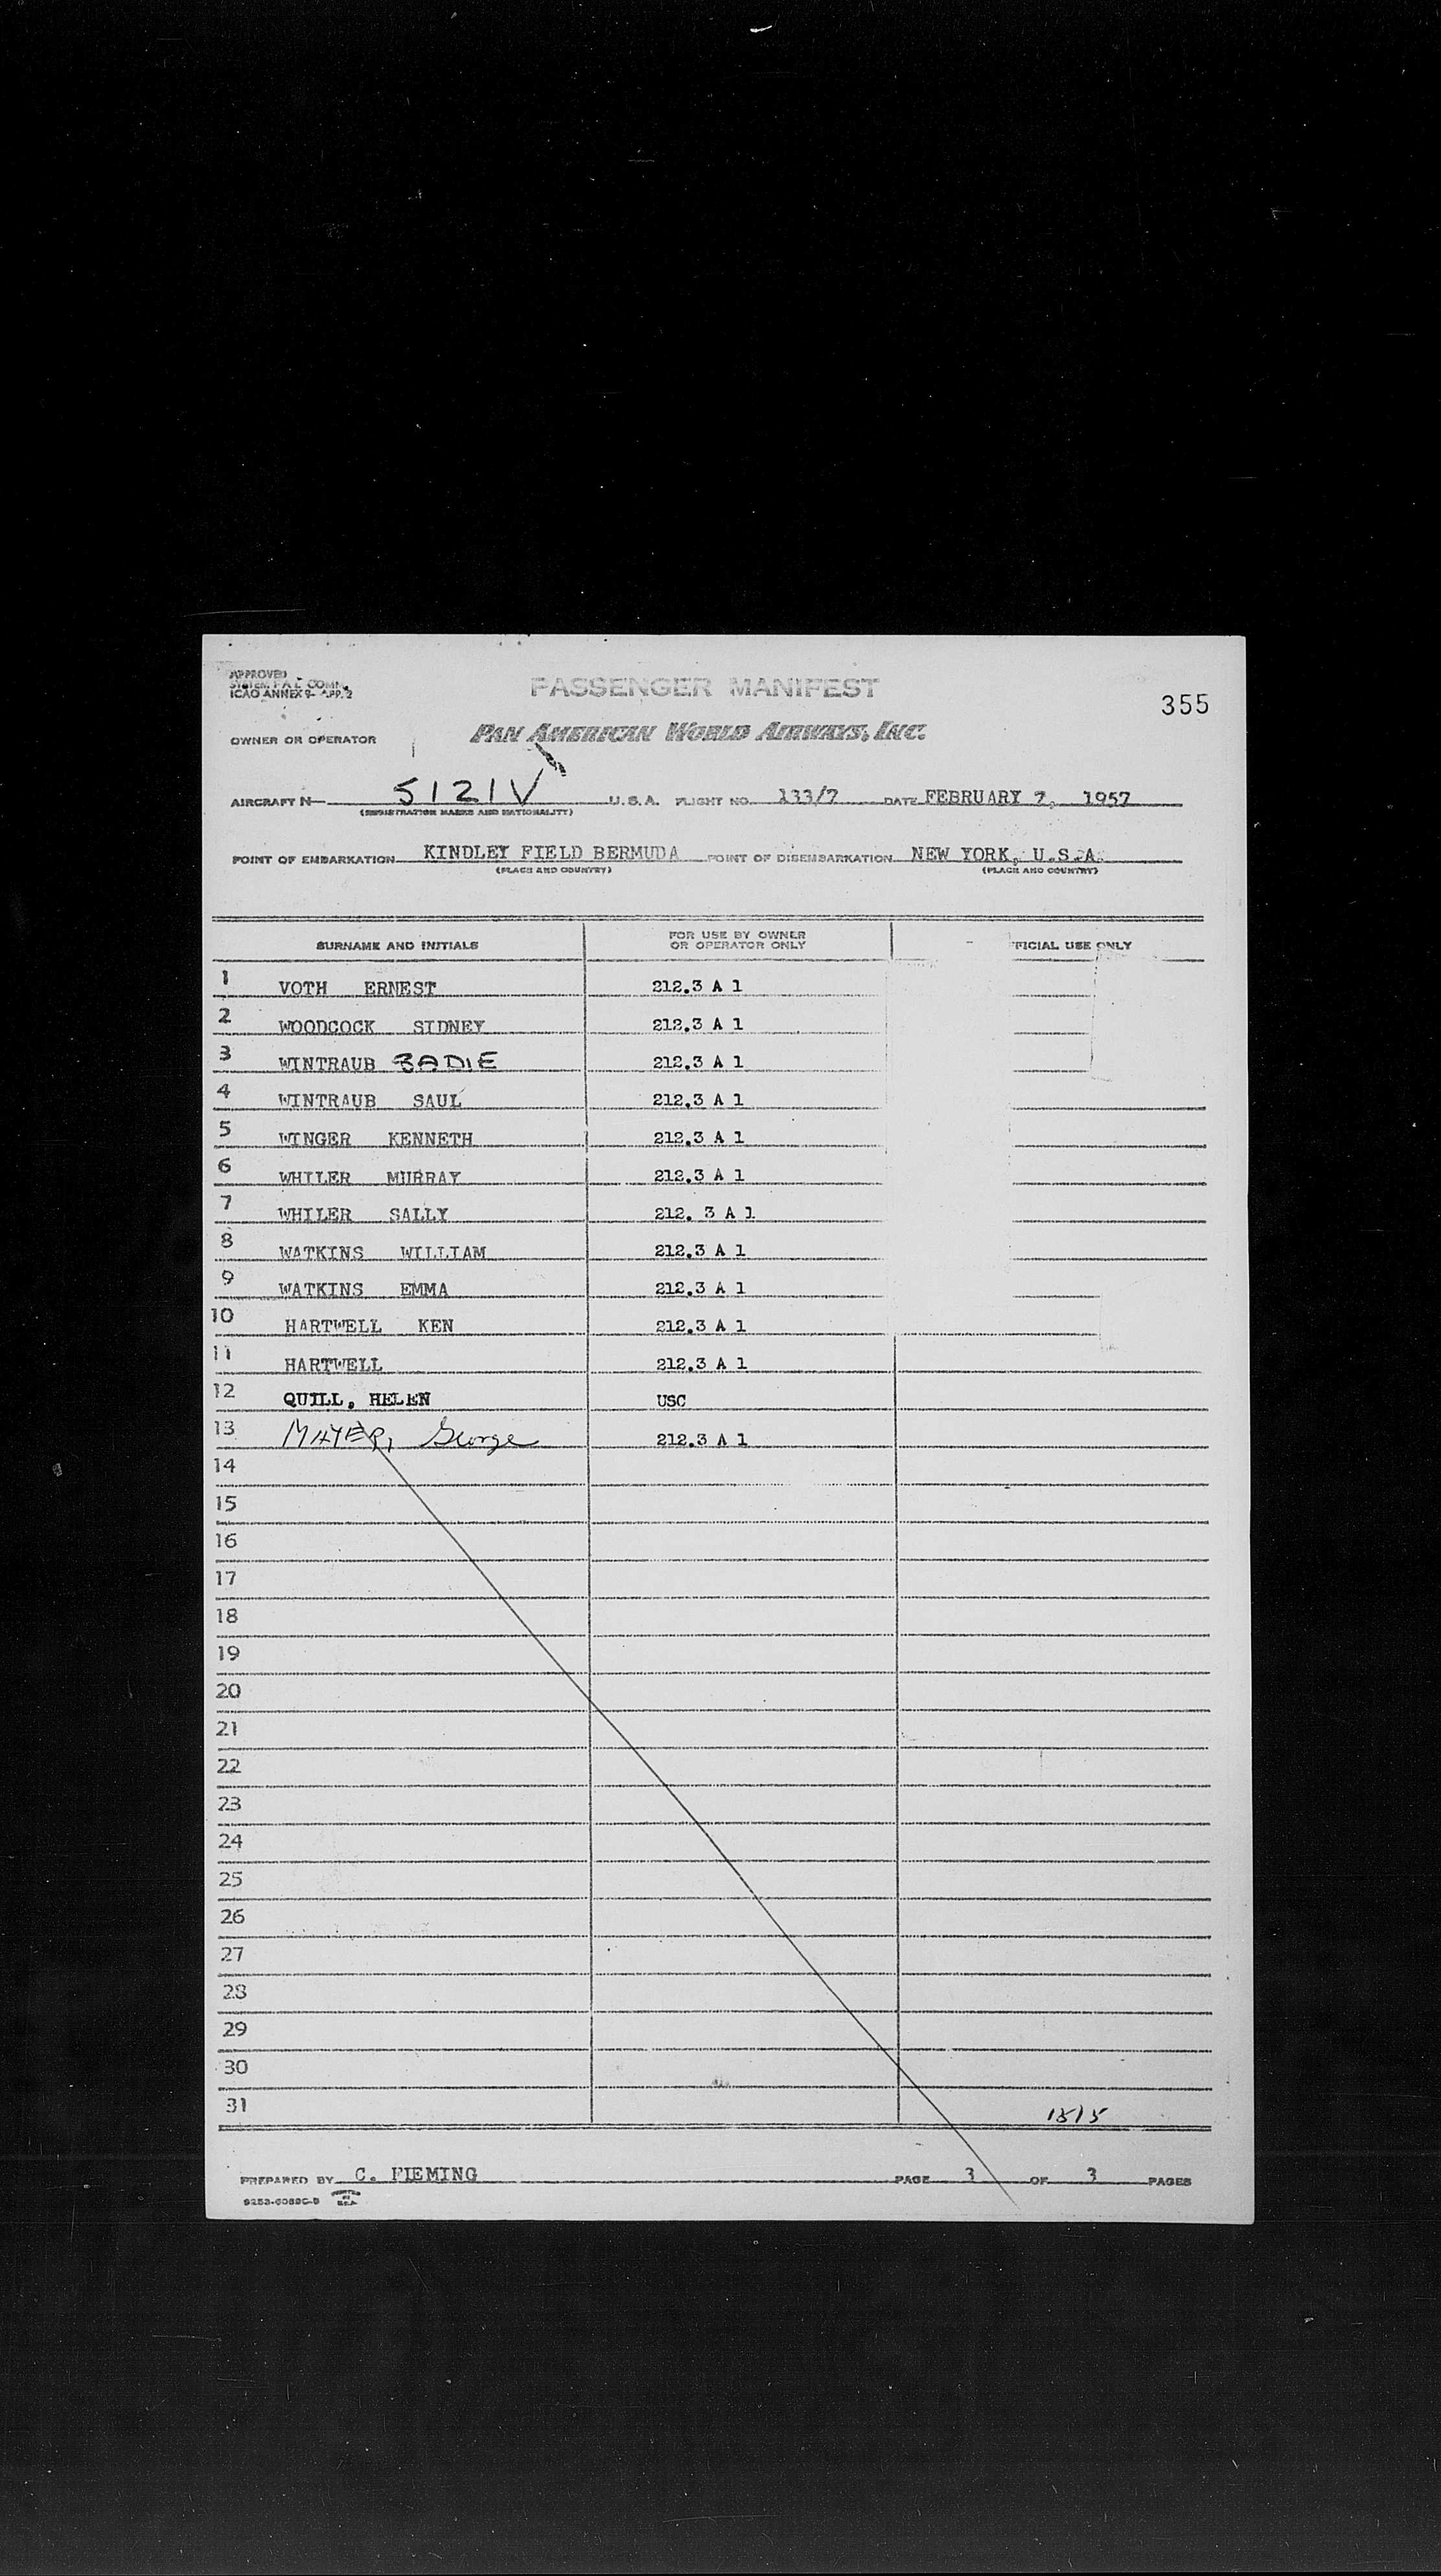 APPROVED
SYSTEM, F.A.L. COMM.
ICAO ANNEX 9- APP. 2
PASSENGER MANIFEST
355
OWNER OR OPERATOR PAN AMERICAN WORLD AIRWAYS, INC.
AIRCRAFT N— 5121V U.S.A. FLIGHT NO. 133/7 DATE FEBRUARY 7, 1957
(REGISTRATION MARKS AND NATIONALITY)
POINT OF EMBARKATION KINDLEY FIELD BERMUDA POINT OF DISEMBARKATION NEW YORK, U.S.A.
(PLACE AND COUNTRY) (PLACE AND COUNTRY)
SURNAME AND INITIALS FOR USE BY OWNER OR OPERATOR ONLY FICIAL USE ONLY
1 VOTH ERNEST 212.3 A 1
2 WOODCOCK SIDNEY 212.3 A 1
3 WINTRAUB 212.3 A 1
4 WINTRAUB SAUL 212.3 A 1
5 WINGER KENNETH 212.3 A 1
6 WHILER MURRAY 212.3 A 1
7 WHILER SALLY 212. 3 A 1
8 WATKINS WILLIAM 212.3 A 1
9 WATKINS EMMA 212.3 A 1
10 HARTWELL KEN 212.3 A 1
11 HARTWELL 212.3 A 1
12 QUILL, HELEN USC
13 MAYER, George 212.3 A 1
14
15
16
17
18
19
20
21
22
23
24
25
26
27
28
29
30
31
PREPARED BY C. FLEMING PAGE 3 OF 3 PAGES
PRINTED IN U.S.A.